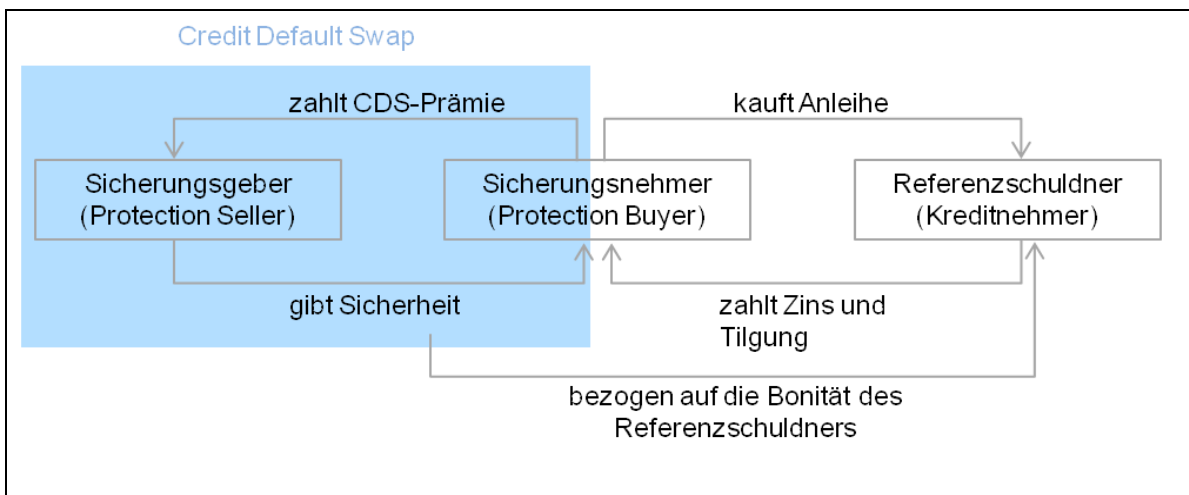 Credit Default Swap
zahlt CDS-Prämie
kauft Anleihe
Sicherungsgeber
(Protection Seller)
Sicherungsnehmer
(Protection Buyer)
Referenzschuldner
(Kreditnehmer)
gibt Sicherheit
zahlt Zins und
Tilgung
bezogen auf die Bonität des
Referenzschuldners